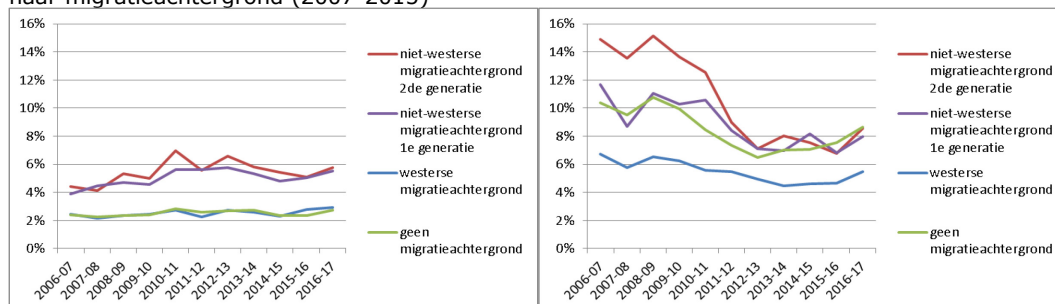 naar migratieachtergrond (2007-2015)
16%
14%
12%
10%
8%
6%
4%
2%
0%
2006-07
2007-08
2008-09
2009-10
2010-11
2011-12
2012-13
2013-14
2014-15
2015-16
2016-17
niet-westerse
migratieachtergrond
2de generatie
niet-westerse
migratieachtergrond
1e generatie
westerse
migratieachtergrond
geen
migratieachtergrond
16%
14%
12%
10%
8%
6%
4%
2%
0%
2006-07
2007-08
2008-09
2009-10
2010-11
2011-12
2012-13
2013-14
2014-15
2015-16
2016-17
niet-westerse
migratieachtergrond
2de generatie
niet-westerse
migratieachtergrond
1e generatie
westerse
migratieachtergrond
geen
migratieachtergrond